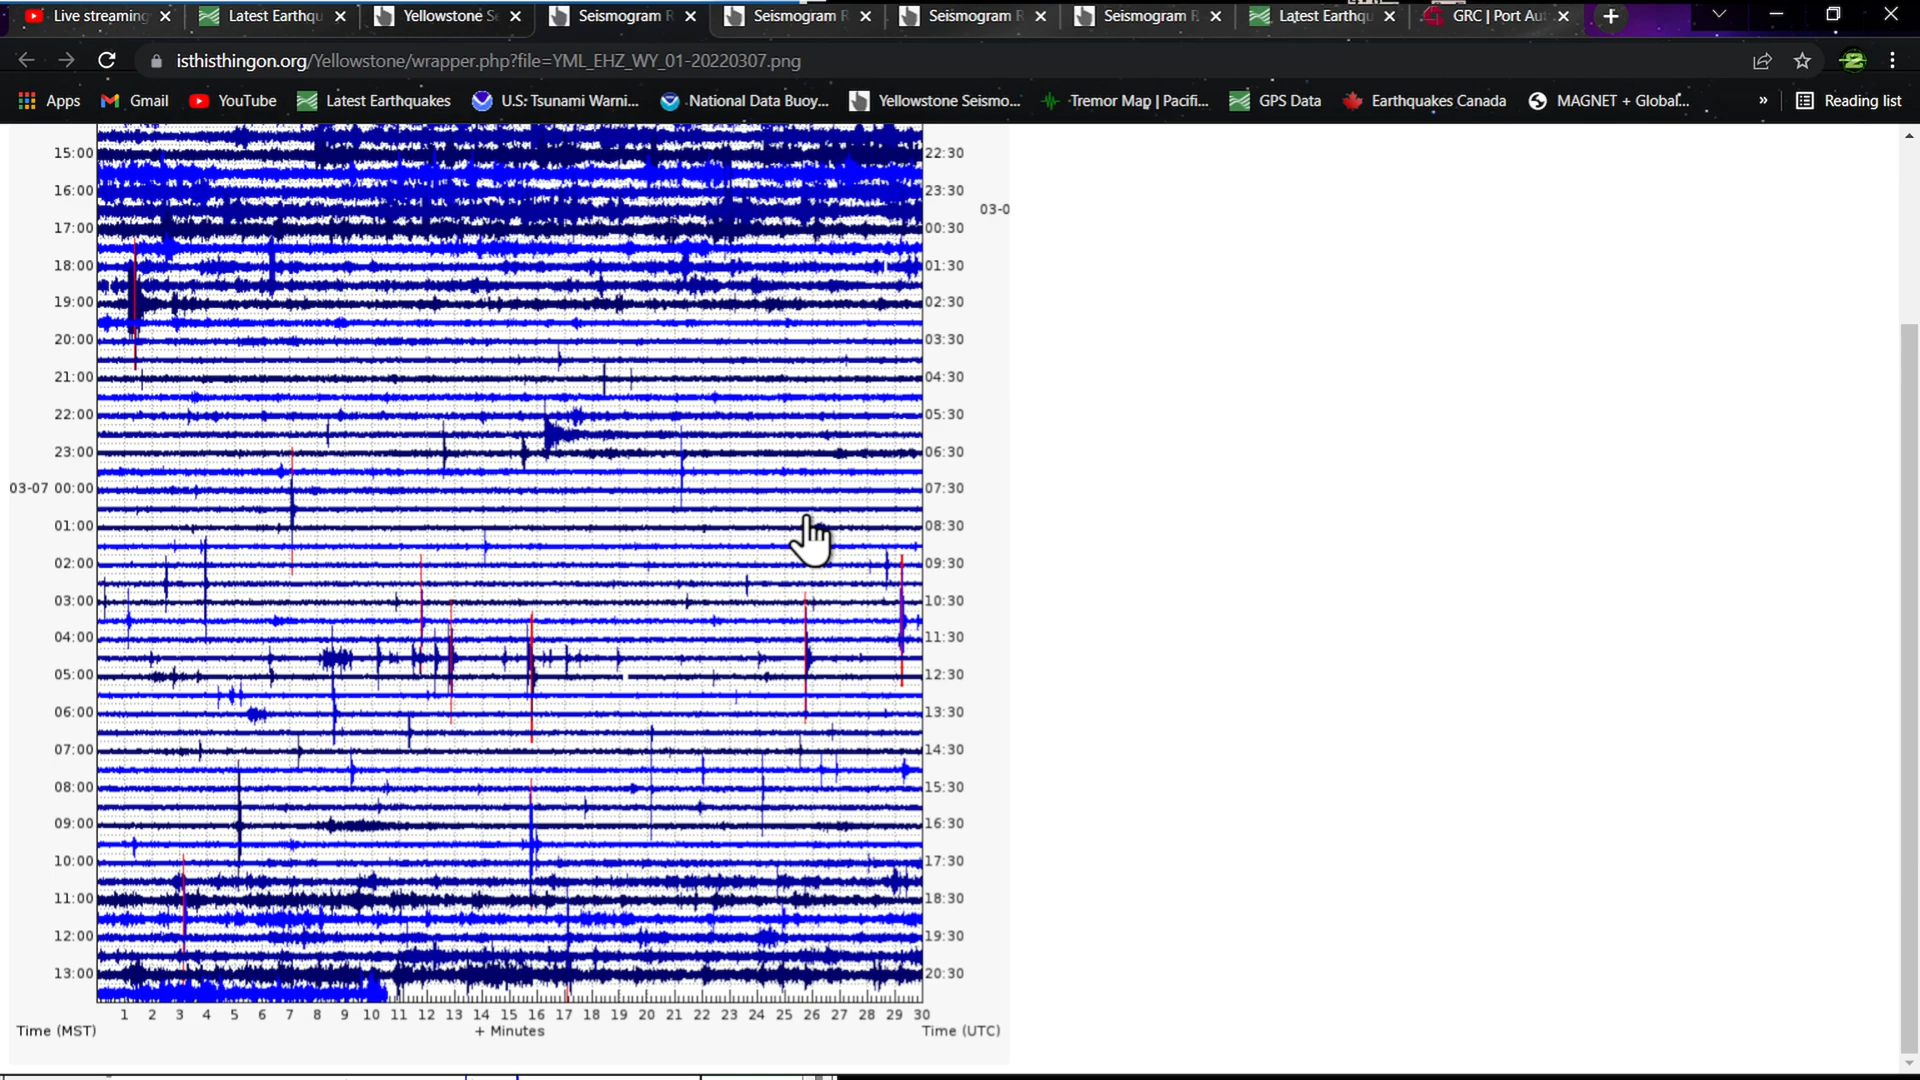 Live streaming
Latest Earthqu
Yellowstone Se
Seismogram R
Seismogram R
Seismogram R
Seismogram R
Latest Earthqu
GRC | Port Aut
isthisthingon.org/Yellowstone/wrapper.php?file=YML_EHZ_WY_01-20220307.png
Apps
Gmail
YouTube
Latest Earthquakes
U.S. Tsunami Warni...
National Data Buoy...
Yellowstone Seismo...
Tremor Map | Pacifi...
GPS Data
Earthquakes Canada
MAGNET + Global...
»
Reading list
15:00 22:30
16:00 23:30
03-0
17:00 00:30
18:00 01:30
19:00 02:30
20:00 03:30
21:00 04:30
22:00 05:30
23:00 06:30
03-07 00:00 07:30
01:00 08:30
02:00 09:30
03:00 10:30
04:00 11:30
05:00 12:30
06:00 13:30
07:00 14:30
08:00 15:30
09:00 16:30
10:00 17:30
11:00 18:30
12:00 19:30
13:00 20:30
1 2 3 4 5 6 7 8 9 10 11 12 13 14 15 16 17 18 19 20 21 22 23 24 25 26 27 28 29 30
Time (MST) + Minutes Time (UTC)